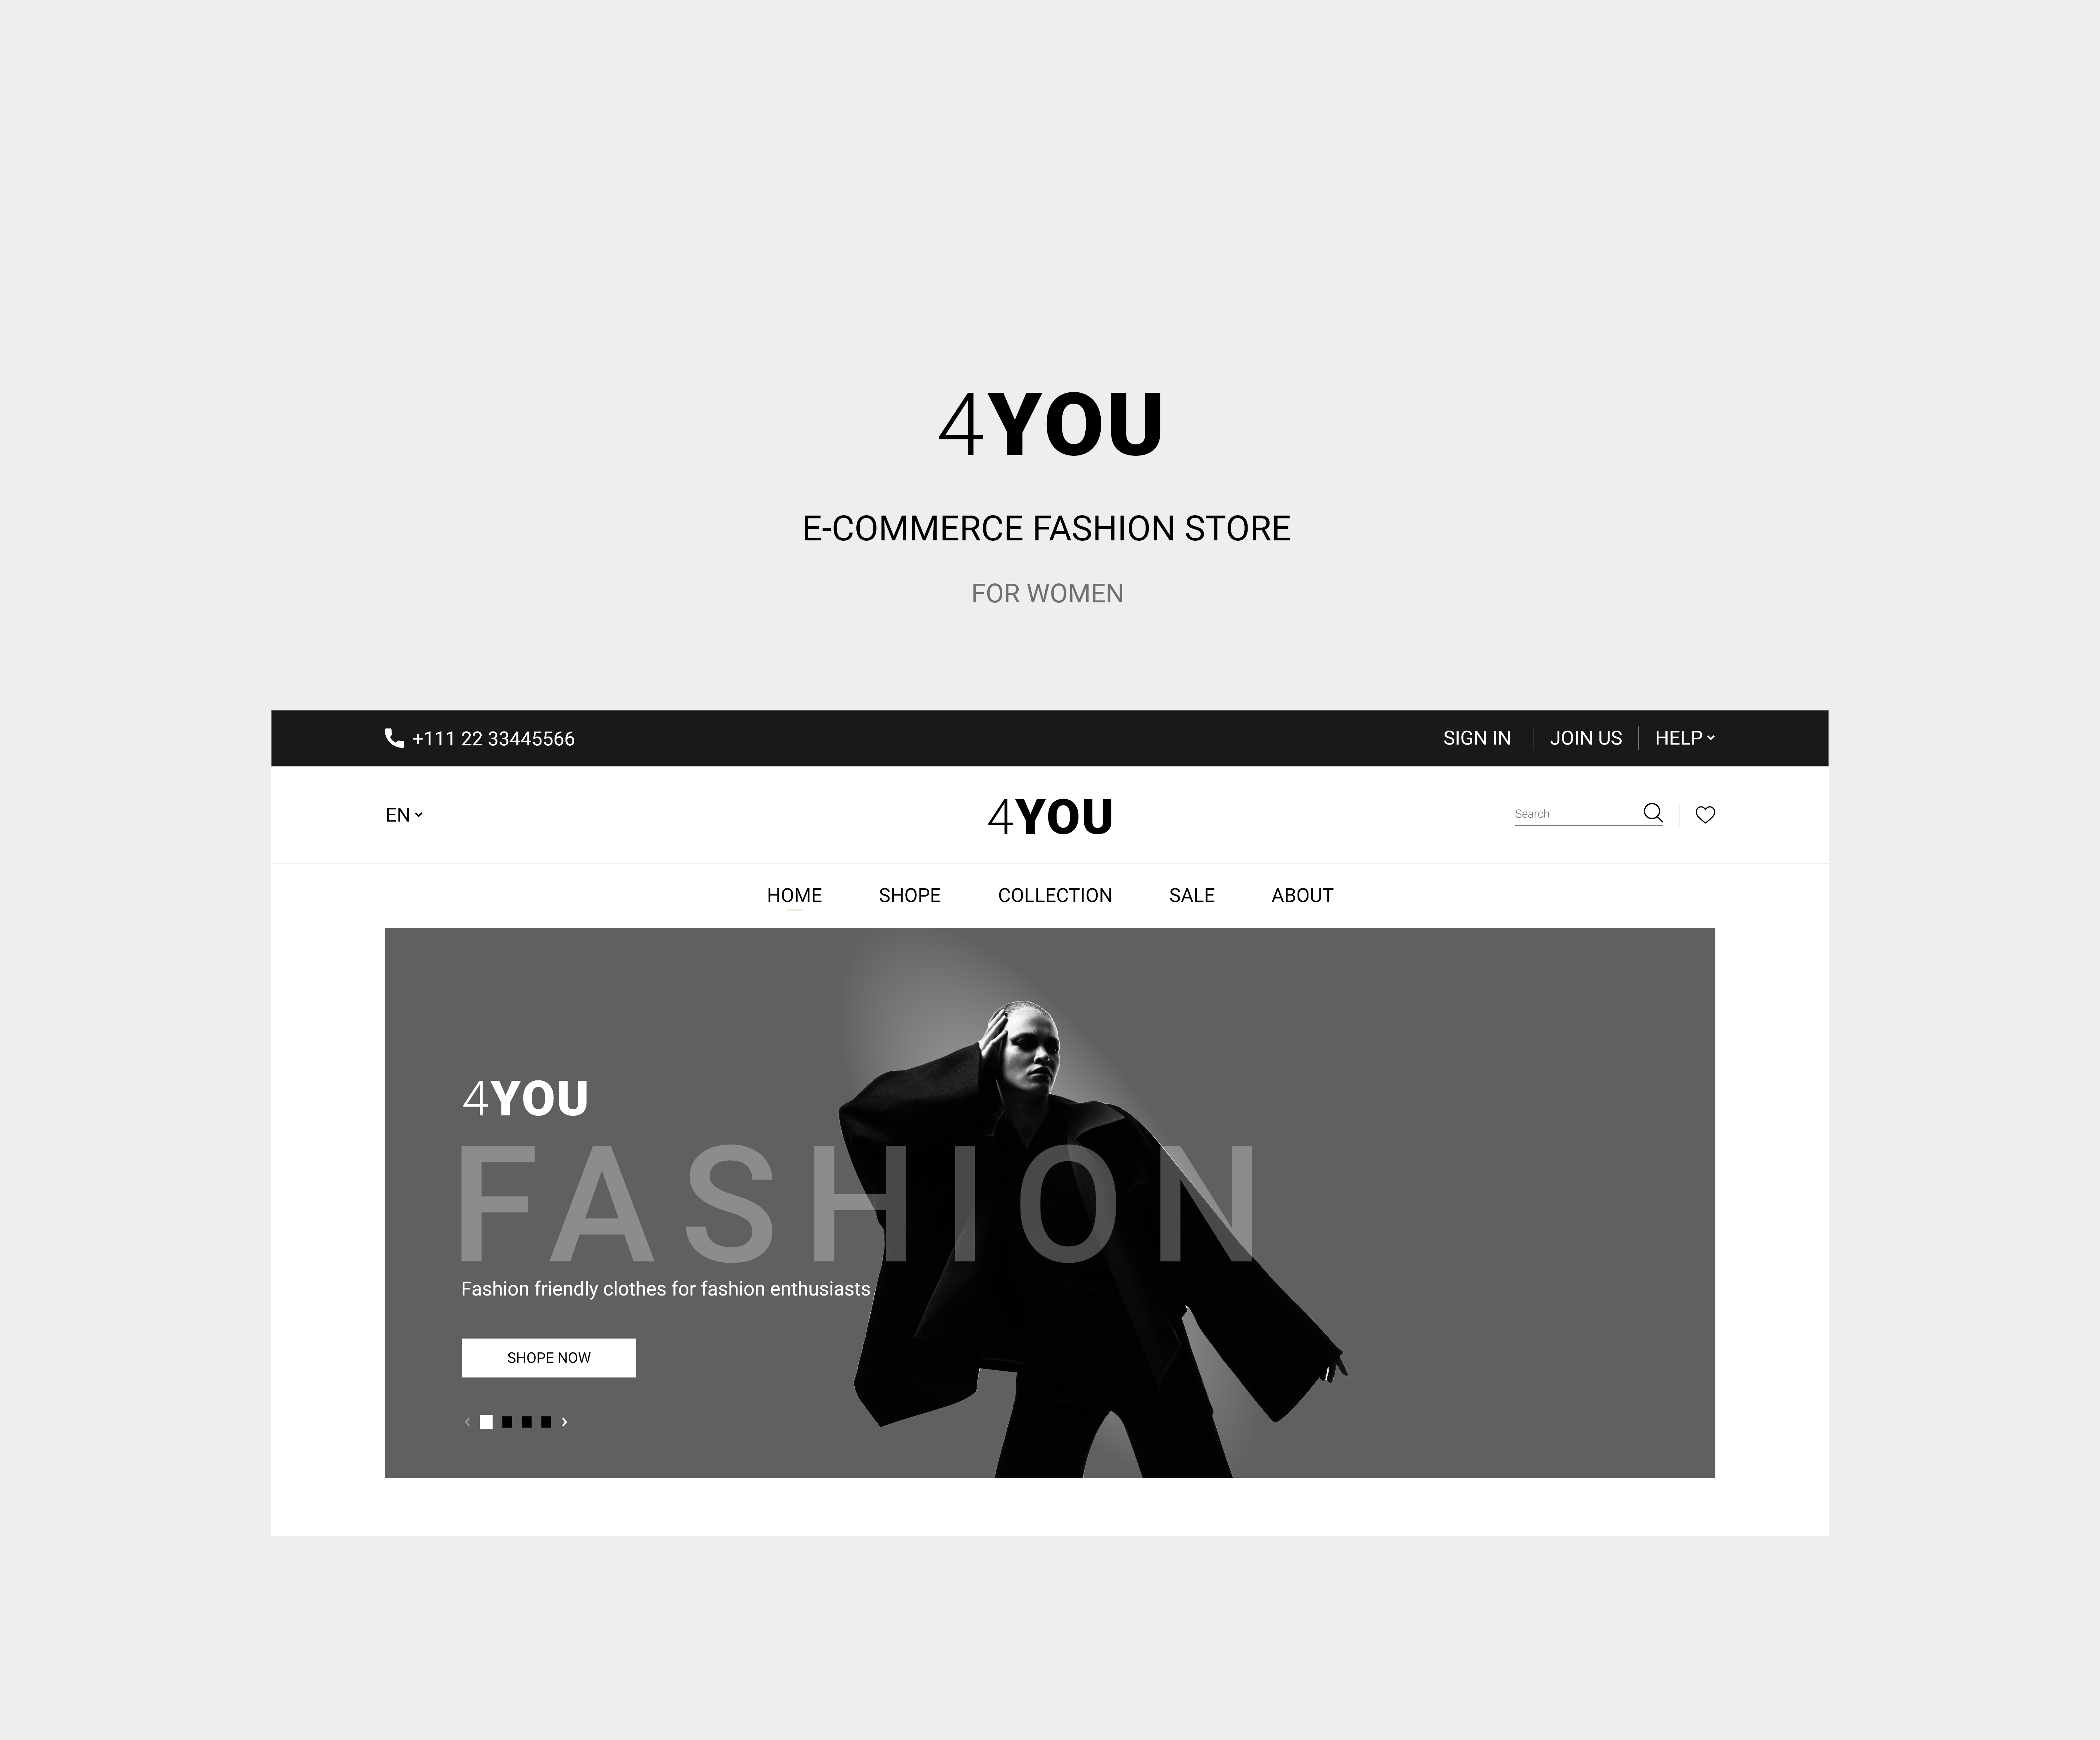 4YOU
E-COMMERCE FASHION STORE
FOR WOMEN
+111 22 33445566
SIGN IN
JOIN US
HELP
EN
4YOU
Search
HOME
SHOPE
COLLECTION
SALE
ABOUT
4YOU
FASHION
Fashion friendly clothes for fashion enthusiasts
SHOPE NOW